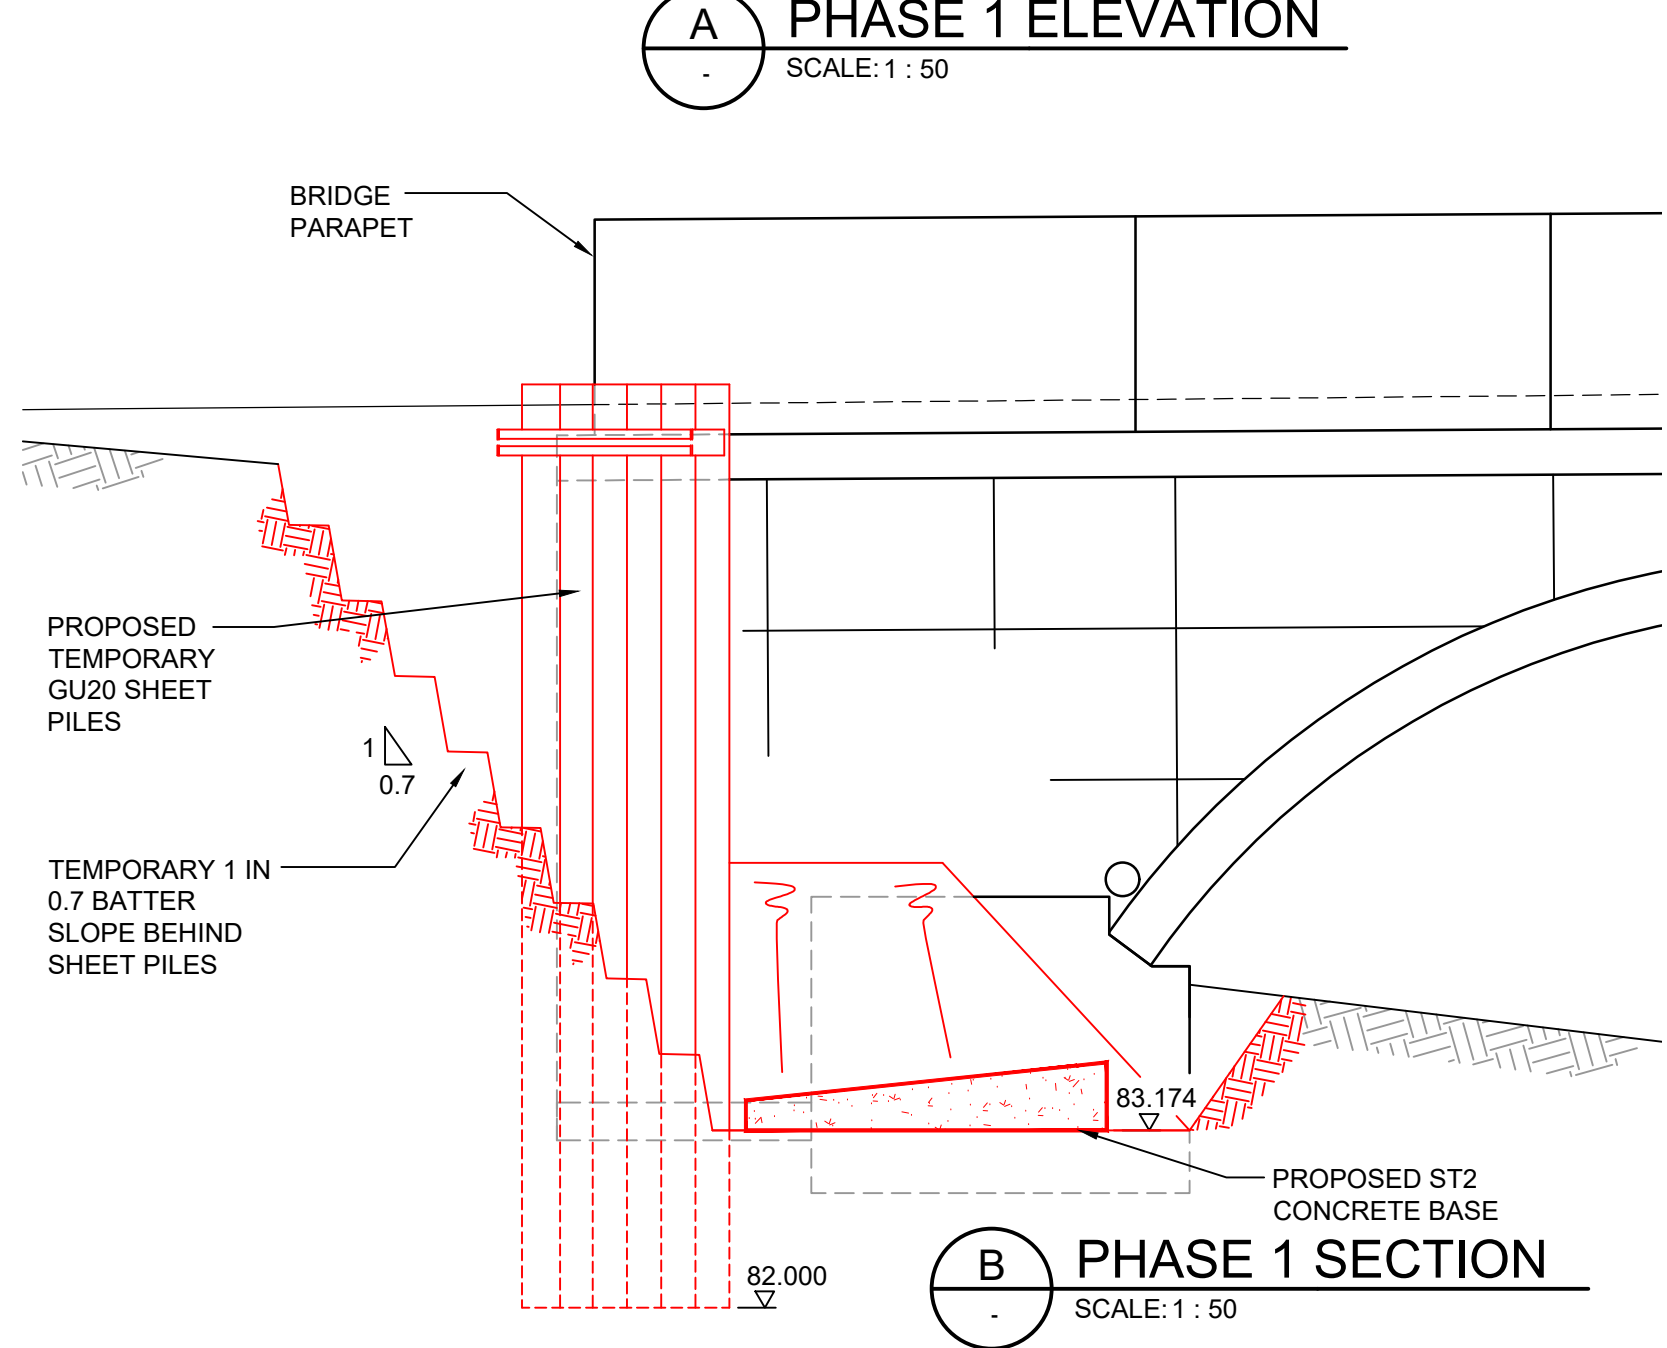 A
PHASE 1 ELEVATION
-
SCALE: 1 : 50
BRIDGE
PARAPET
PROPOSED
TEMPORARY
GU20 SHEET
PILES
1
0.7
TEMPORARY 1 IN
0.7 BATTER
SLOPE BEHIND
SHEET PILES
83.174
PROPOSED ST2
CONCRETE BASE
82.000
B
PHASE 1 SECTION
-
SCALE: 1 : 50